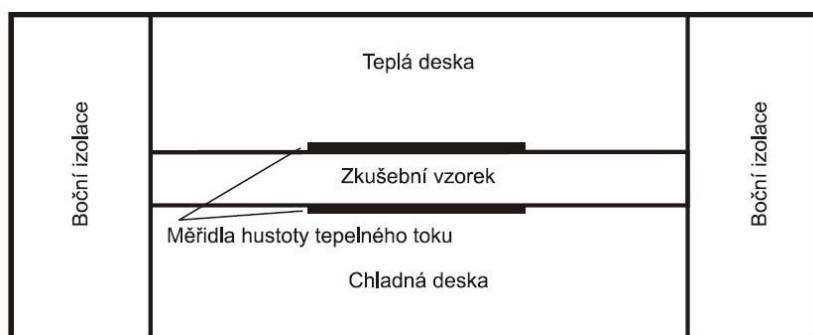 Teplá deska
Boční izolace
Zkušební vzorek
Boční izolace
Měřidla hustoty tepelného toku
Chladná deska